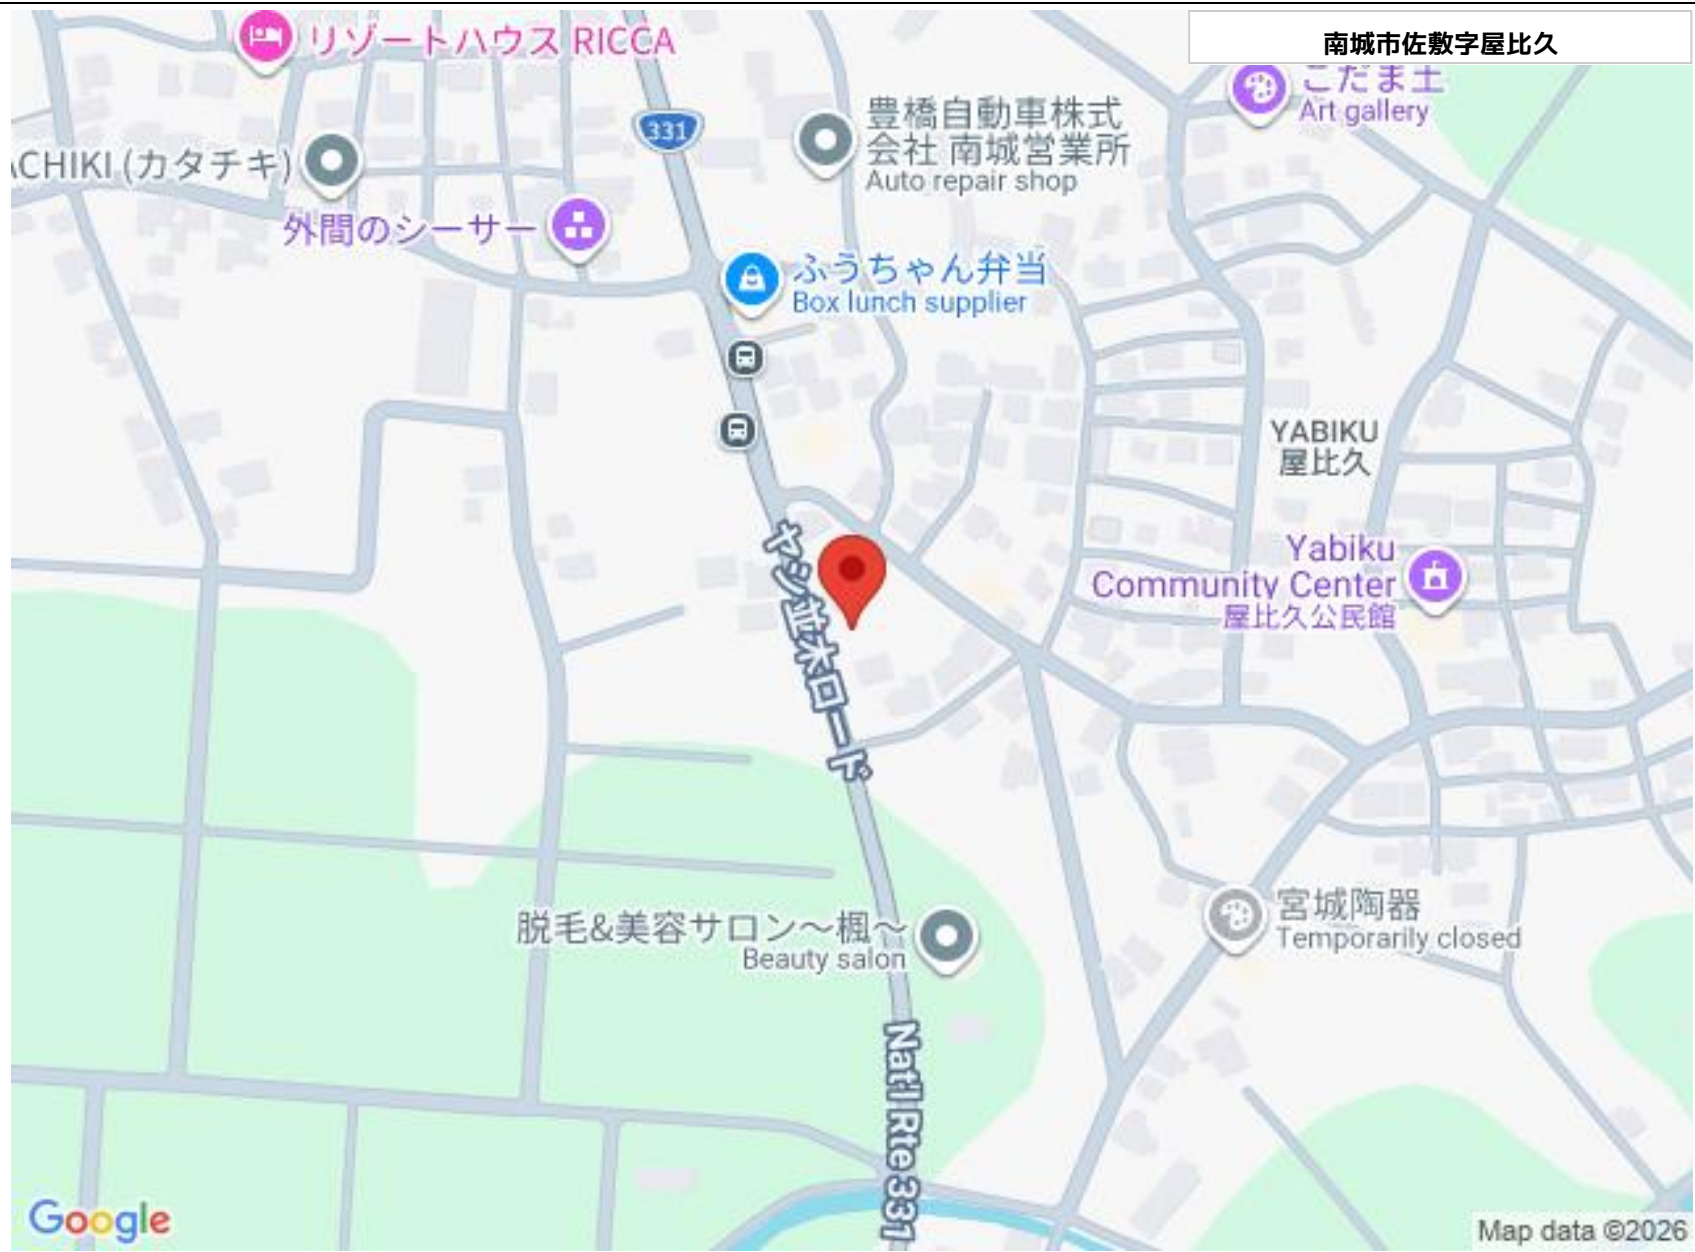 南城市佐敷字屋比久
リゾートハウス RICCA
こだま土
Art gallery
331
豊橋自動車株式
会社 南城営業所
Auto repair shop
ACHIKI (カタチキ)
外間のシーサー
ふうちゃん弁当
Box lunch supplier
YABIKU
屋比久
ヤシ並木ロード
Yabiku
Community Center
屋比久公民館
脱毛&美容サロン～楓～
Beauty salon
宮城陶器
Temporarily closed
Nat'l Rte 331
Google
Map data ©2026